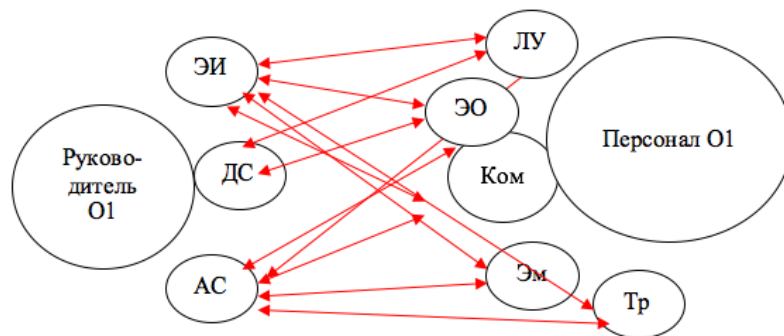 ЭИ
ЛУ
ЭО
Персонал О1
Руково-
дитель
О1
ДС
Ком
АС
Эм
Тр